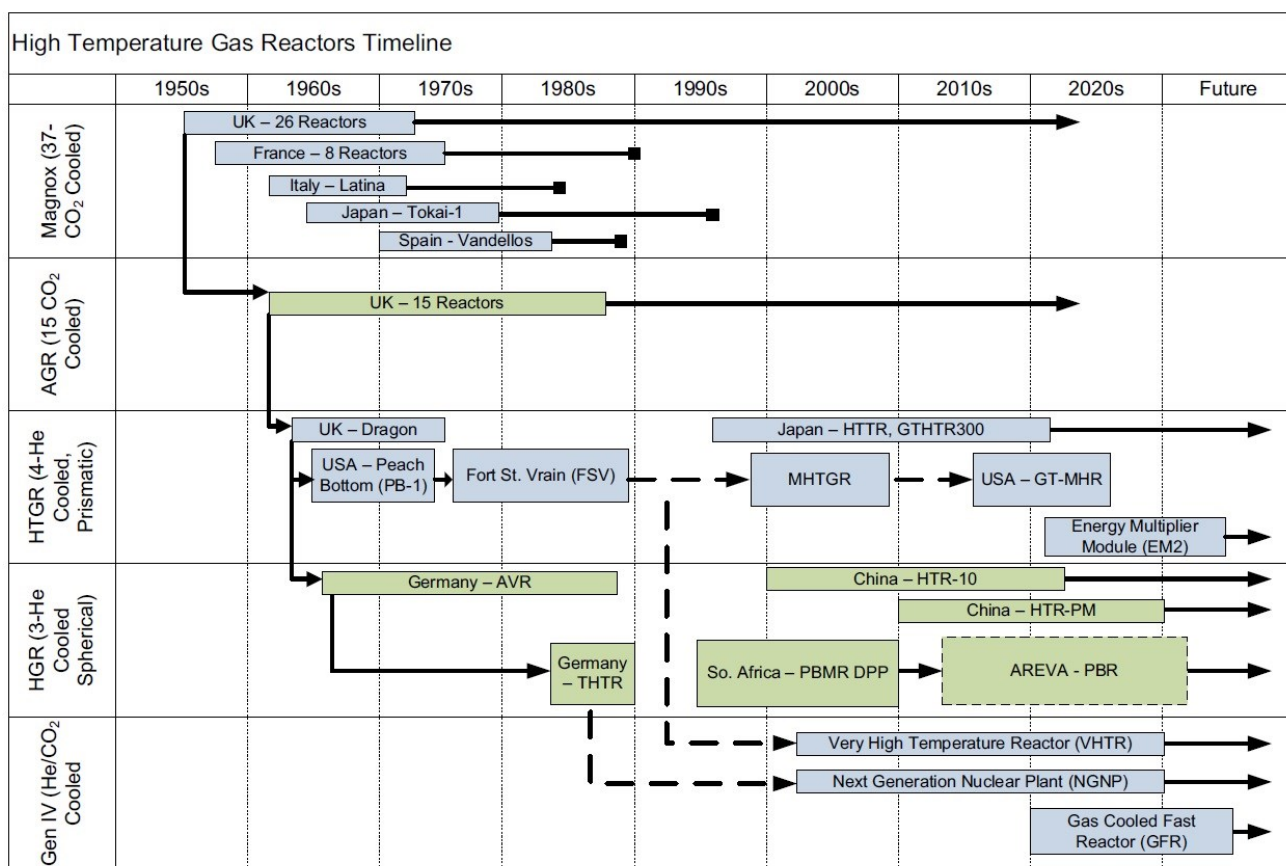 High Temperature Gas Reactors Timeline
1950s 1960s 1970s 1980s 1990s 2000s 2010s 2020s Future
Magnox (37-
CO₂ Cooled)
UK – 26 Reactors
France – 8 Reactors
Italy – Latina
Japan – Tokai-1
Spain - Vandellos
AGR (15 CO₂
Cooled)
UK – 15 Reactors
HTGR (4-He
Cooled,
Prismatic)
UK – Dragon
Japan – HTTR, GTHTR300
USA – Peach
Bottom (PB-1)
Fort St. Vrain (FSV)
MHTGR
USA – GT-MHR
Energy Multiplier
Module (EM2)
HGR (3-He
Cooled
Spherical)
Germany – AVR
China – HTR-10
China – HTR-PM
Germany
– THTR
So. Africa – PBMR DPP
AREVA - PBR
Gen IV (He/CO₂
Cooled
Very High Temperature Reactor (VHTR)
Next Generation Nuclear Plant (NGNP)
Gas Cooled Fast
Reactor (GFR)